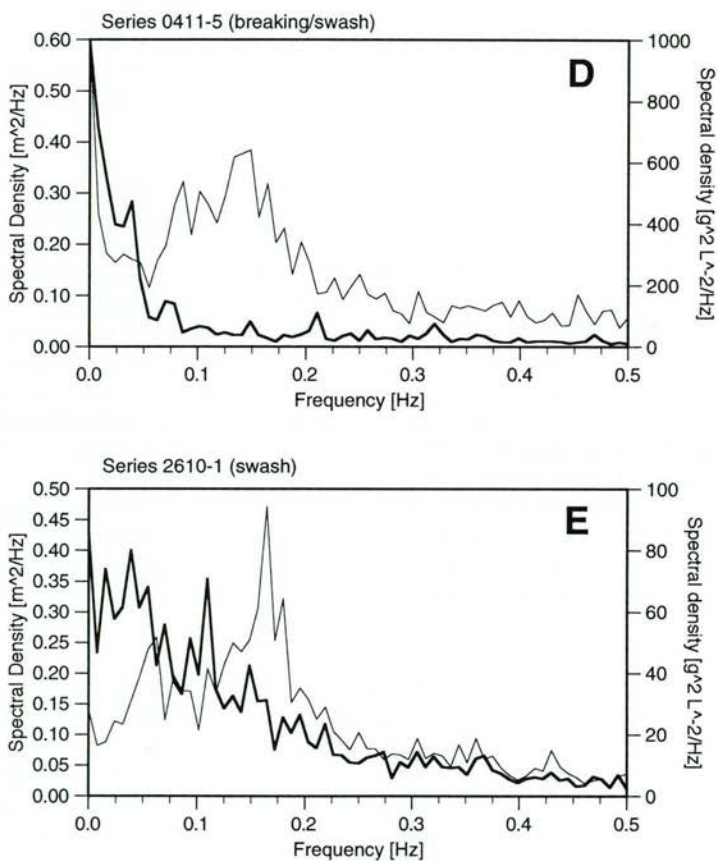 Series 0411-5 (breaking/swash)
D
Spectral Density [m^2/Hz]
0.60
0.50
0.40
0.30
0.20
0.10
0.00
1000
800
600
400
200
0
Spectral density [g^2 L^-2/Hz]
0.0 0.1 0.2 0.3 0.4 0.5
Frequency [Hz]
Series 2610-1 (swash)
E
Spectral Density [m^2/Hz]
0.50
0.45
0.40
0.35
0.30
0.25
0.20
0.15
0.10
0.05
0.00
100
80
60
40
20
0
Spectral density [g^2 L^-2/Hz]
0.0 0.1 0.2 0.3 0.4 0.5
Frequency [Hz]